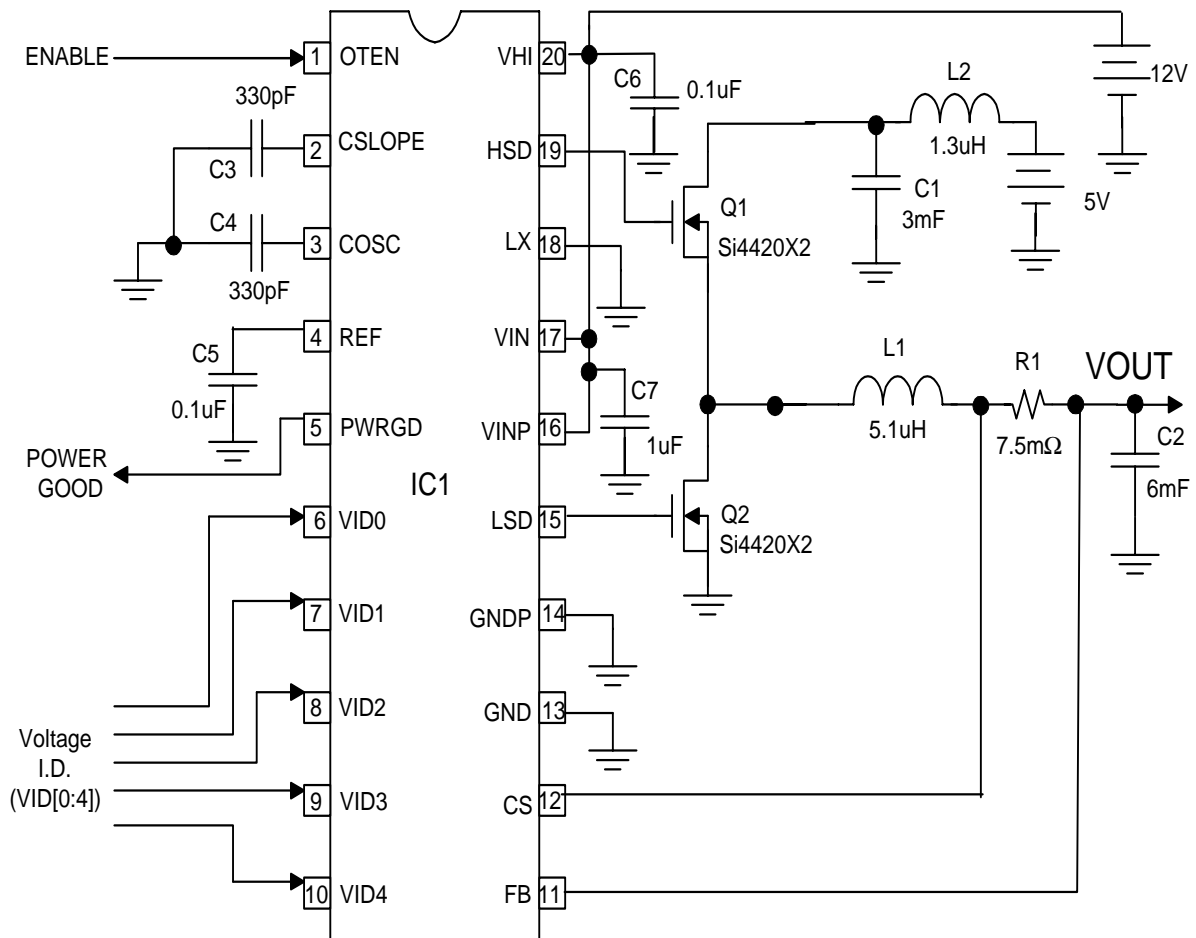 ENABLE
1 OTEN
VHI 20
330pF
2 CSLOPE
C3
C4
3 COSC
330pF
4 REF
C5
0.1uF
5 PWRGD
POWER
GOOD
IC1
6 VID0
7 VID1
8 VID2
Voltage
I.D.
(VID[0:4])
9 VID3
10 VID4
HSD 19
LX 18
VIN 17
VINP 16
LSD 15
GNDP 14
GND 13
CS 12
FB 11
C6
0.1uF
L2
1.3uH
12V
5V
C1
3mF
Q1
Si4420X2
C7
1uF
L1
5.1uH
R1
7.5mΩ
VOUT
C2
6mF
Q2
Si4420X2